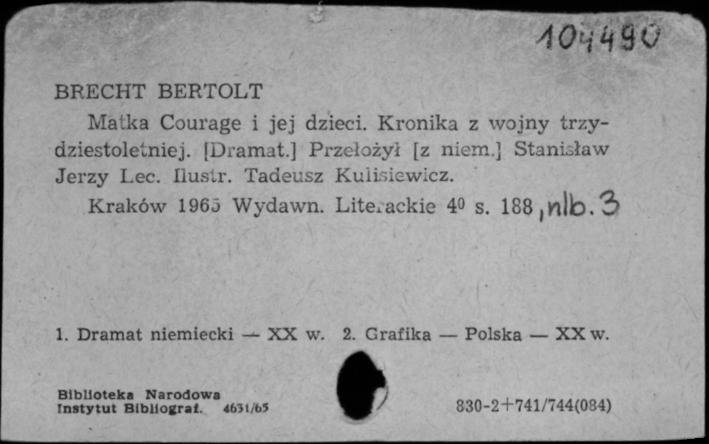 104490
BRECHT BERTOLT
Matka Courage i jej dzieci. Kronika z wojny trzy-
dziestoletniej. [Dramat.] Przełożył [z niem.] Stanisław
Jerzy Lec. Ilustr. Tadeusz Kulisiewicz.
Kraków 1965 Wydawn. Literackie 4⁰ s. 188, nlb. 3
1. Dramat niemiecki — XX w. 2. Grafika — Polska — XX w.
Biblioteka Narodowa
Instytut Bibliograf. 4631/65
830-2+741/744(084)